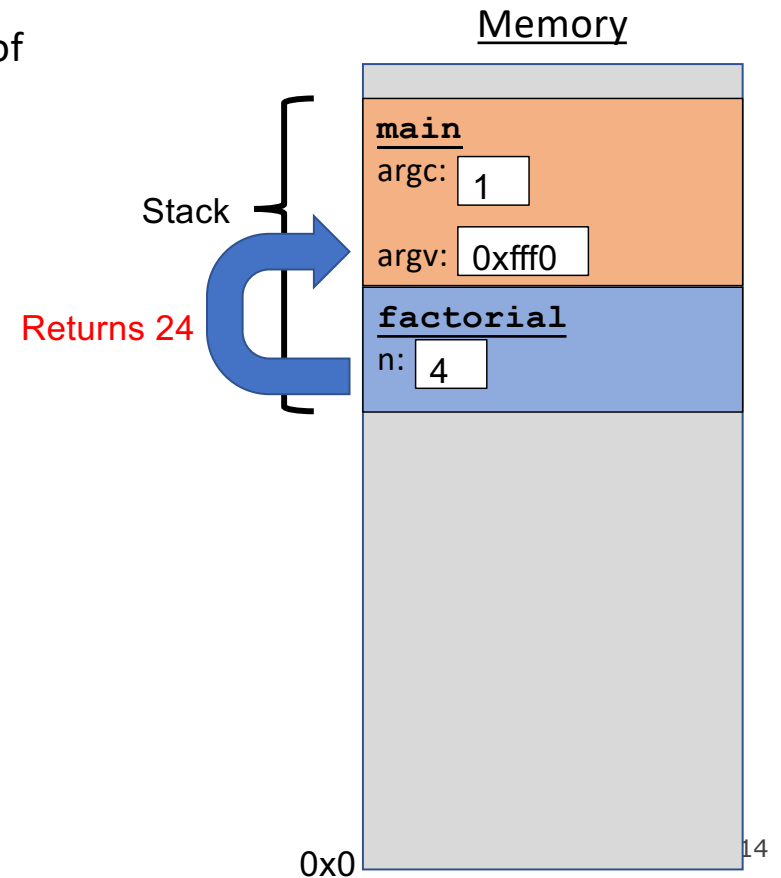 of
Memory
main
argc: 1
Stack
argv: 0xfff0
Returns 24
factorial
n: 4
0x0
14